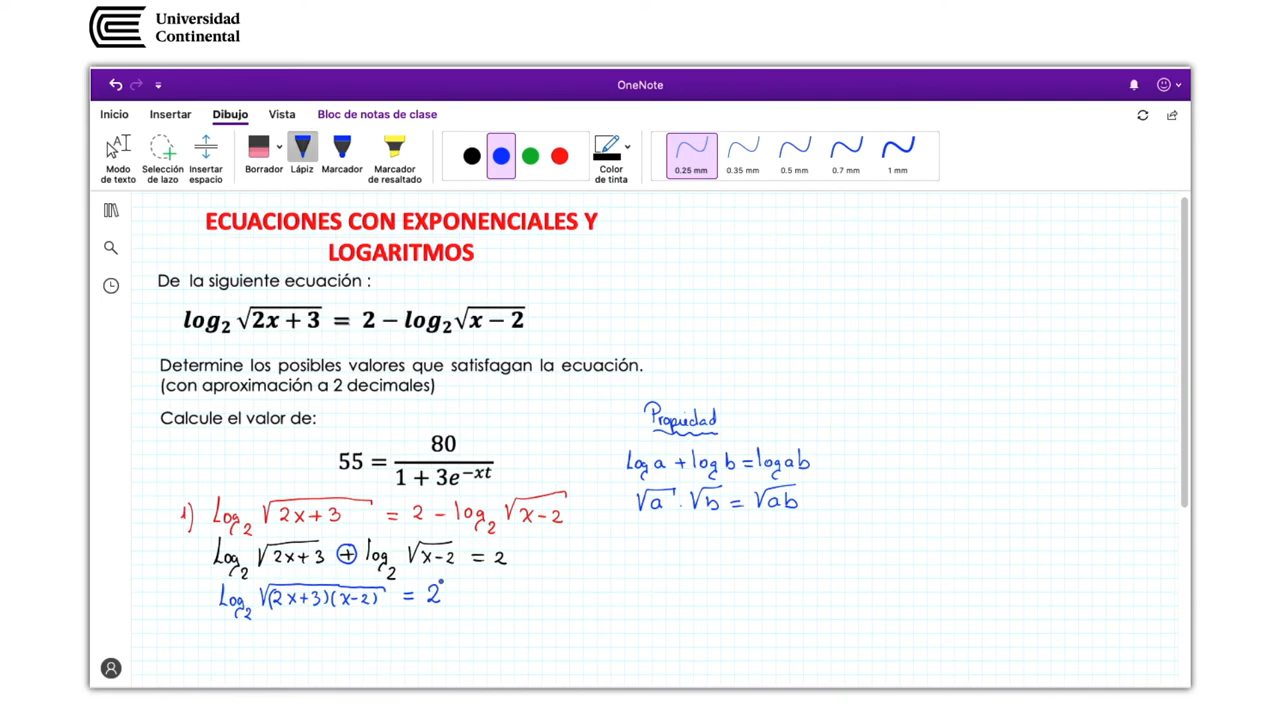 Universidad
Continental
OneNote
Inicio Insertar Dibujo Vista Bloc de notas de clase
Modo de texto Selección de lazo Insertar espacio Borrador Lápiz Marcador Marcador de resaltado Color de tinta 0.25 mm 0.35 mm 0.5 mm 0.7 mm 1 mm
ECUACIONES CON EXPONENCIALES Y
LOGARITMOS
De la siguiente ecuación :
log₂ √(2x + 3) = 2 − log₂ √(x − 2)
Determine los posibles valores que satisfagan la ecuación.
(con aproximación a 2 decimales)
Calcule el valor de:
55 = 80 / (1 + 3e^(−xt))
Propiedad
Log a + log b = log ab
√a · √b = √ab
1) Log₂ √(2x+3) = 2 − log₂ √(x−2)
Log₂ √(2x+3) + log₂ √(x−2) = 2
Log₂ √((2x+3)(x−2)) = 2